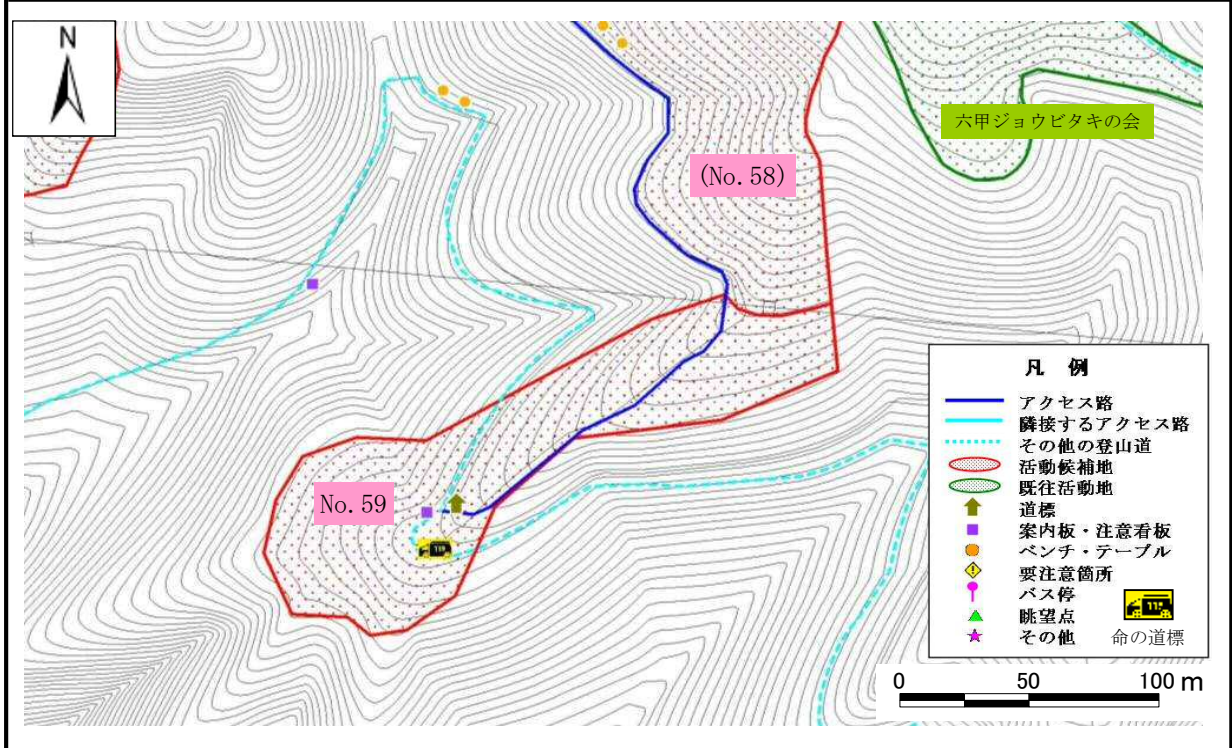 N
六甲ジョウビタキの会
(No. 58)
No. 59
凡 例
アクセス路
隣接するアクセス路
その他の登山道
活動候補地
既往活動地
道標
案内板・注意看板
ベンチ・テーブル
要注意箇所
バス停
眺望点
その他
命の道標
0 50 100 m